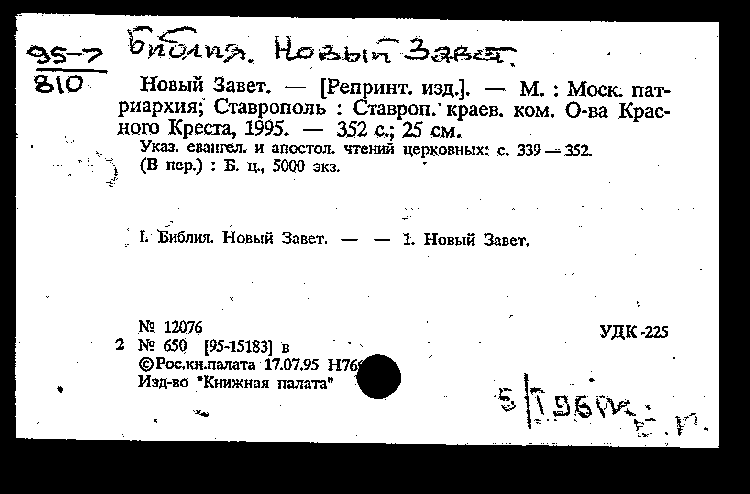 Библия. Новый Завет.
95-7
810
Новый Завет. — [Репринт. изд.]. — М. : Моск. пат-
риархия; Ставрополь : Ставроп. краев. ком. О-ва Крас-
ного Креста, 1995. — 352 с.; 25 см.
Указ. евангел. и апостол. чтений церковных: с. 339—352.
(В пер.) : Б. ц., 5000 экз.
I. Библия. Новый Завет. — — 1. Новый Завет.
№ 12076
УДК -225
2 № 650 [95-15183] в
©Рос.кн.палата 17.07.95 Н76
Изд-во "Книжная палата"